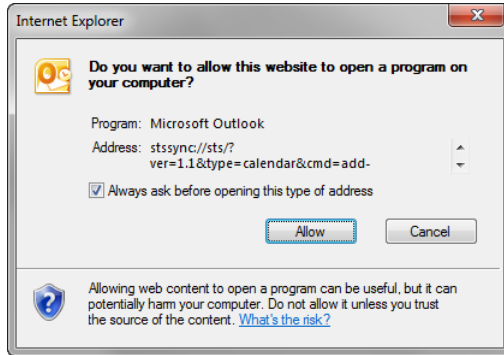 Internet Explorer
Do you want to allow this website to open a program on
your computer?
Program: Microsoft Outlook
Address: stssync://sts/?
ver=1.1&type=calendar&cmd=add-
Always ask before opening this type of address
Allow
Cancel
Allowing web content to open a program can be useful, but it can
potentially harm your computer. Do not allow it unless you trust
the source of the content. What's the risk?